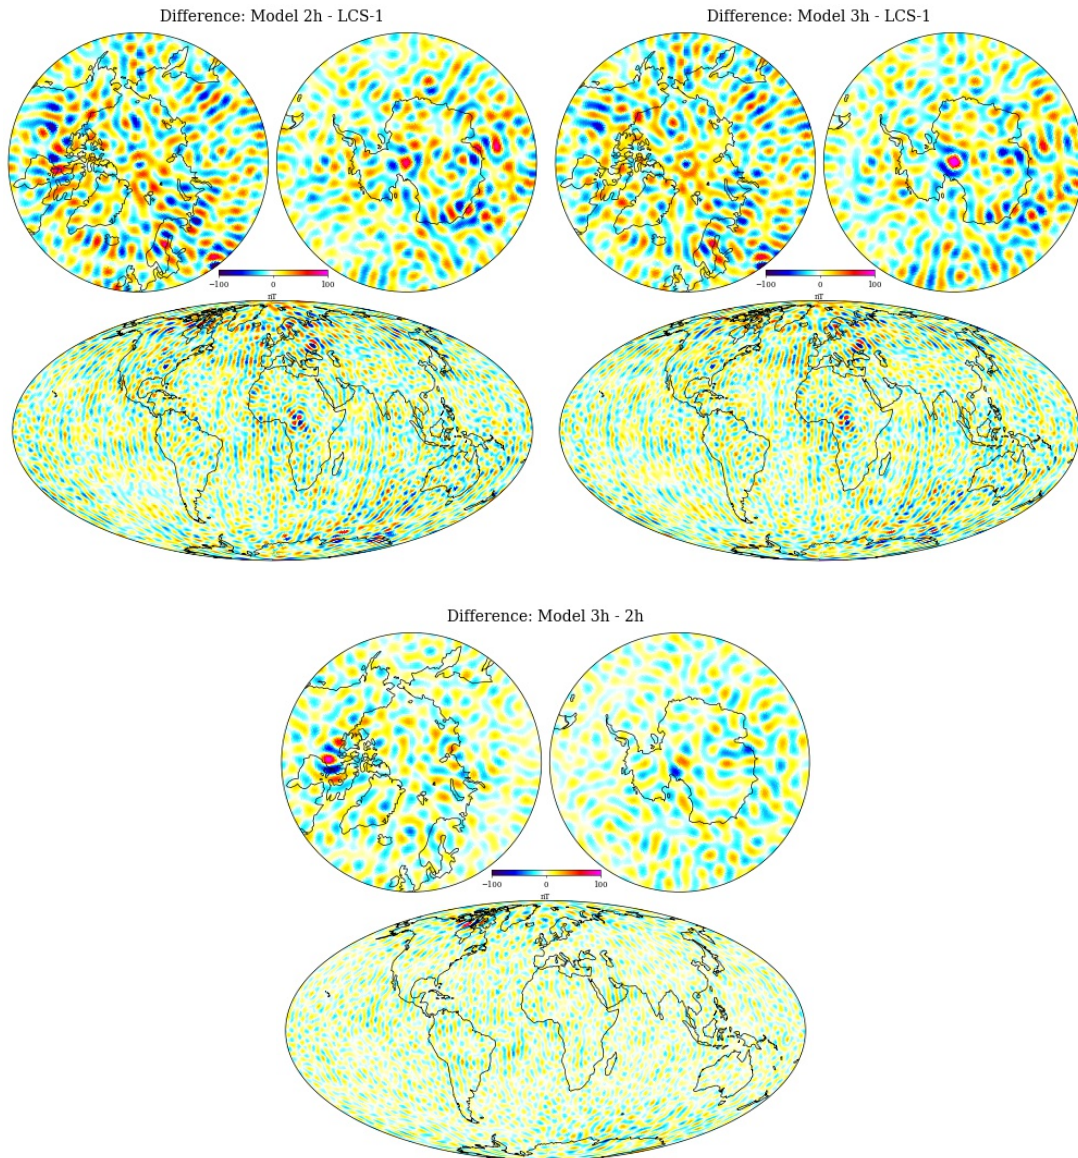 Difference: Model 2h - LCS-1
−100 0 100
nT
Difference: Model 3h - LCS-1
−100 0 100
nT
Difference: Model 3h - 2h
−100 0 100
nT